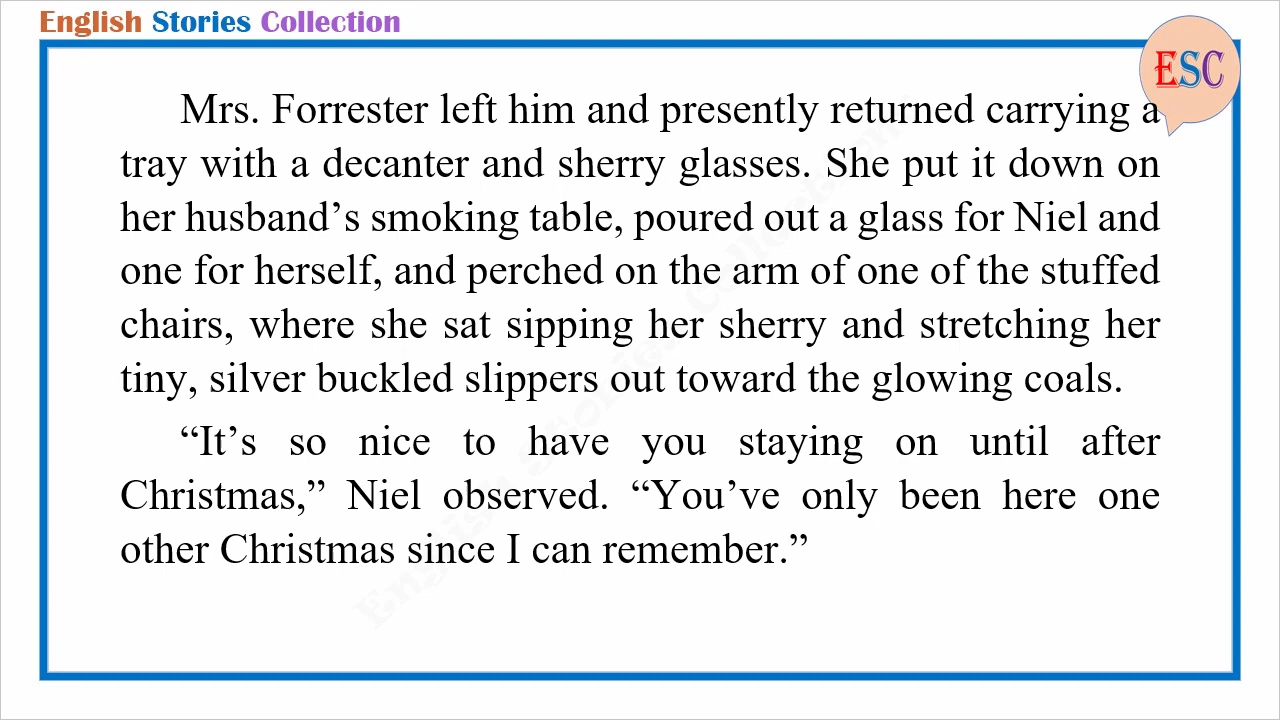 English Stories Collection
ESC
Mrs. Forrester left him and presently returned carrying a
tray with a decanter and sherry glasses. She put it down on
her husband’s smoking table, poured out a glass for Niel and
one for herself, and perched on the arm of one of the stuffed
chairs, where she sat sipping her sherry and stretching her
tiny, silver buckled slippers out toward the glowing coals.
“It’s so nice to have you staying on until after
Christmas,” Niel observed. “You’ve only been here one
other Christmas since I can remember.”
English Stories Collection